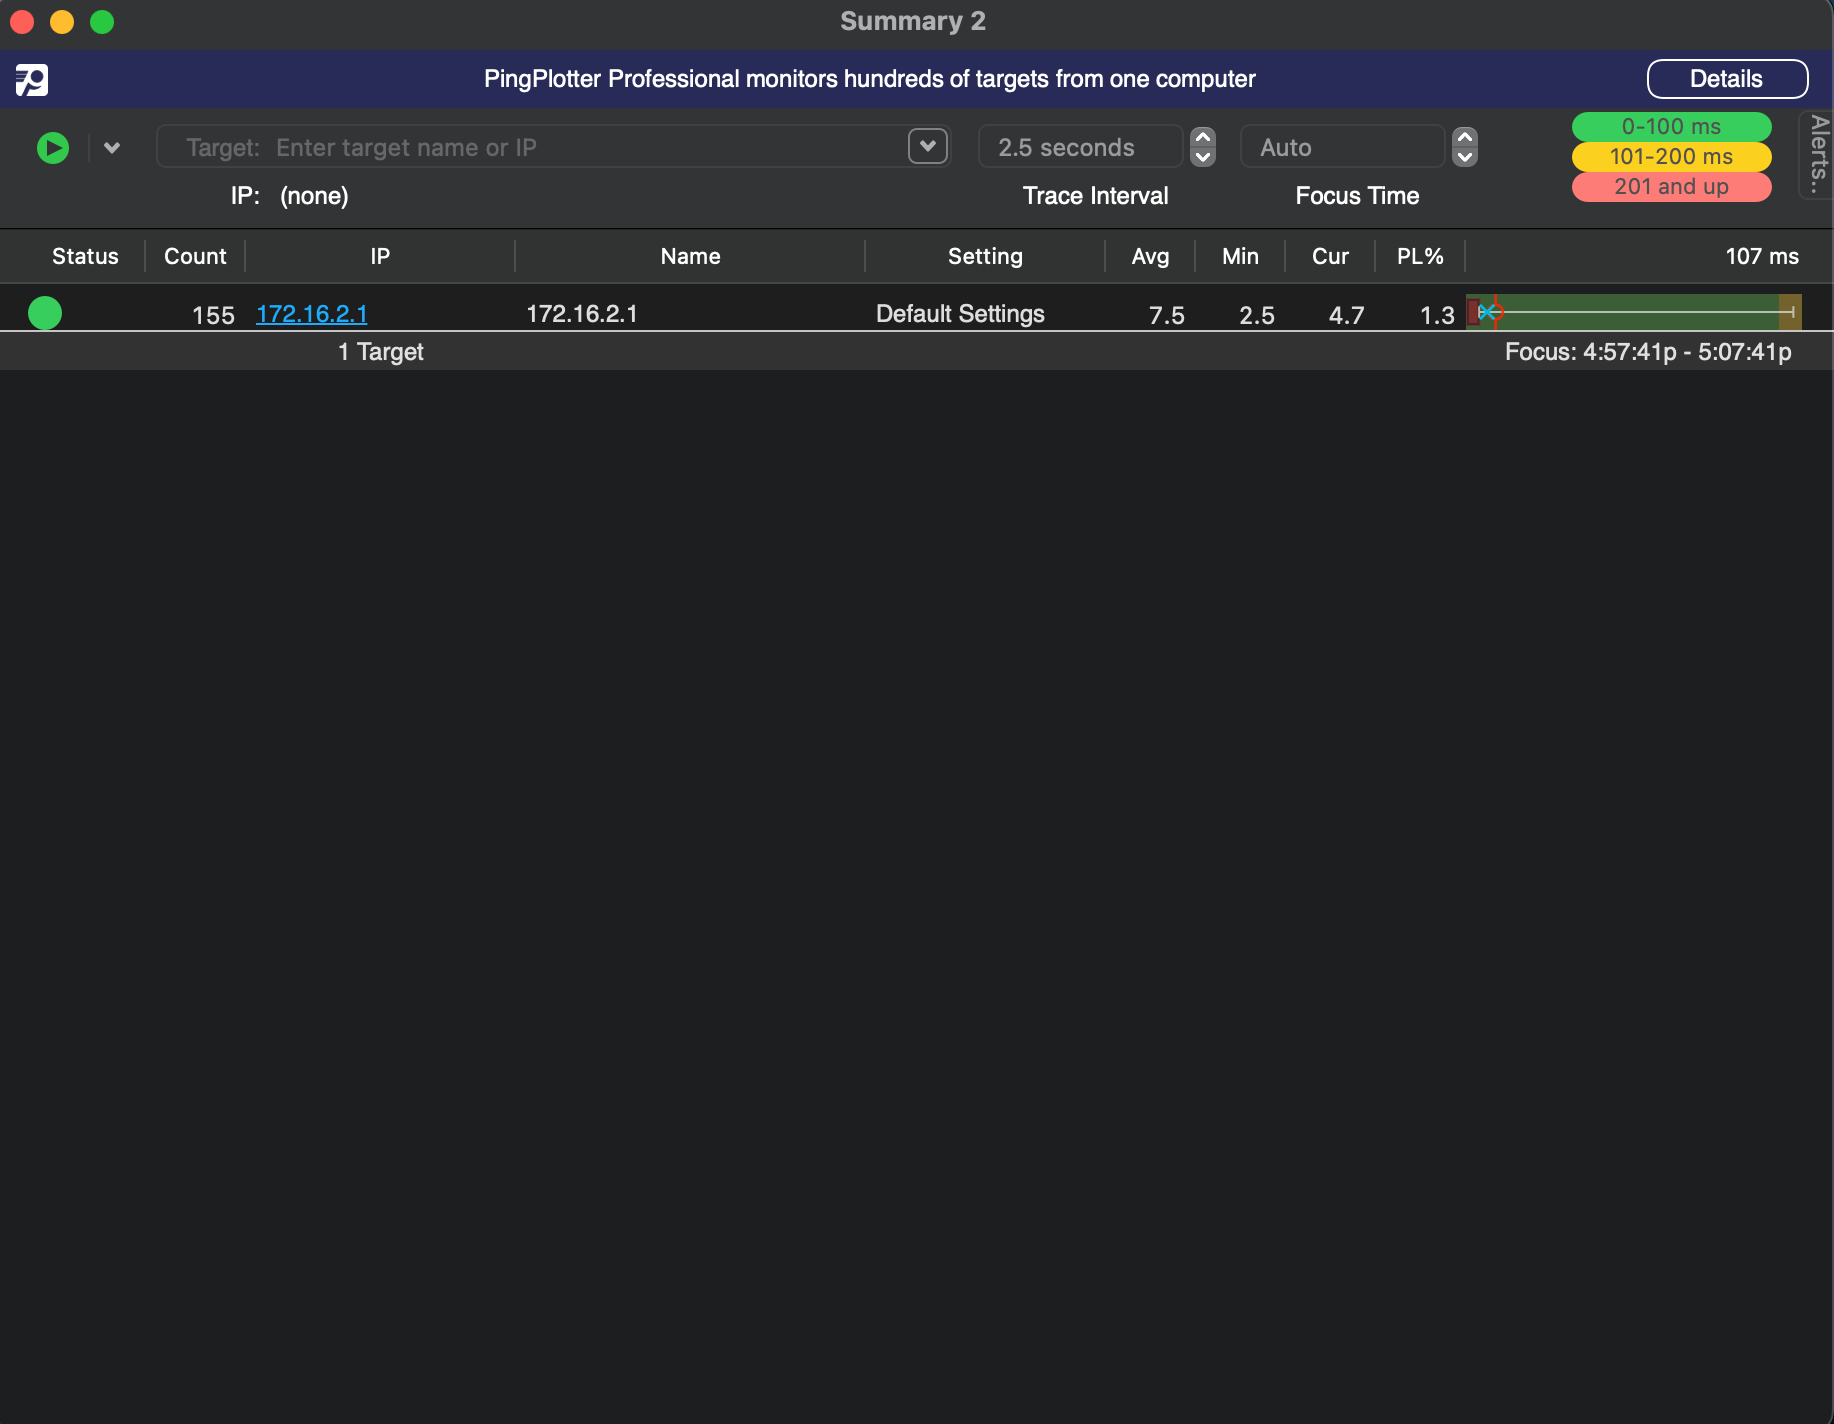 Summary 2
PingPlotter Professional monitors hundreds of targets from one computer
Details
Target: Enter target name or IP
2.5 seconds
Auto
0-100 ms
101-200 ms
201 and up
Alerts..
IP: (none)
Trace Interval
Focus Time
Status Count IP Name Setting Avg Min Cur PL% 107 ms
155 172.16.2.1 172.16.2.1 Default Settings 7.5 2.5 4.7 1.3
1 Target
Focus: 4:57:41p - 5:07:41p